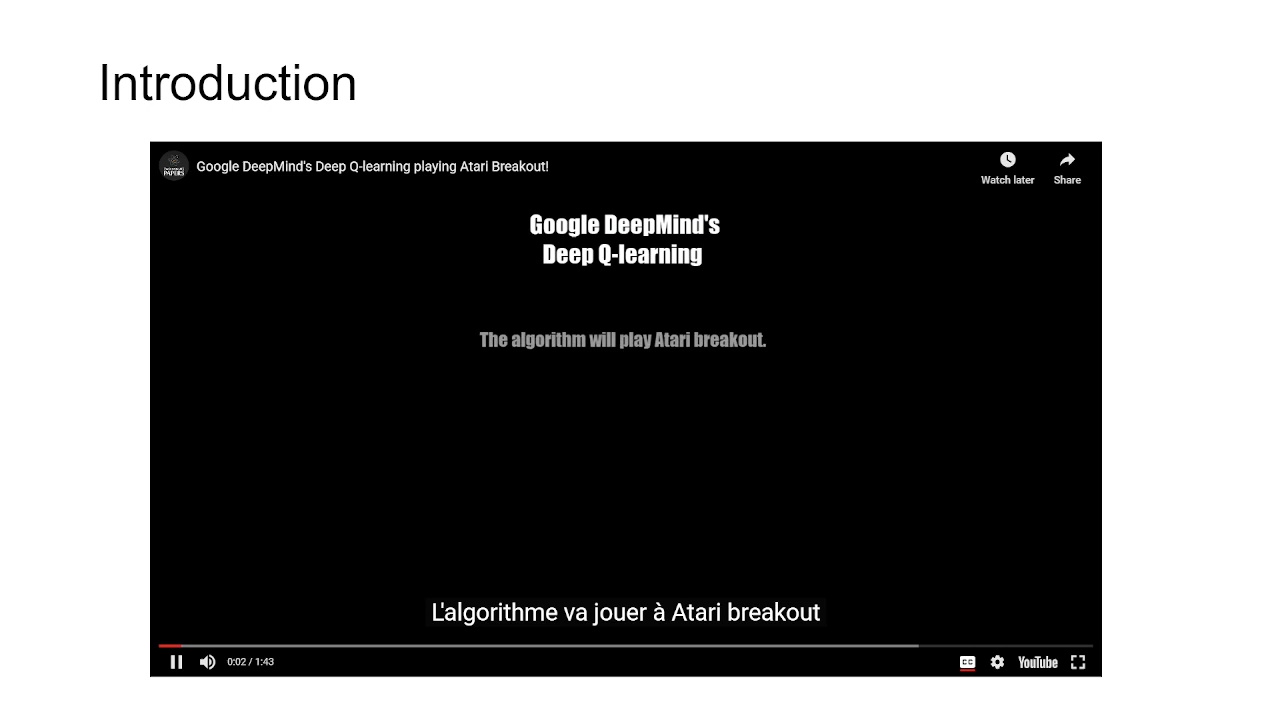 Introduction
Google DeepMind's Deep Q-learning playing Atari Breakout!
Watch later
Share
Google DeepMind's
Deep Q-learning
The algorithm will play Atari breakout.
L'algorithme va jouer à Atari breakout
0:02 / 1:43
CC
YouTube